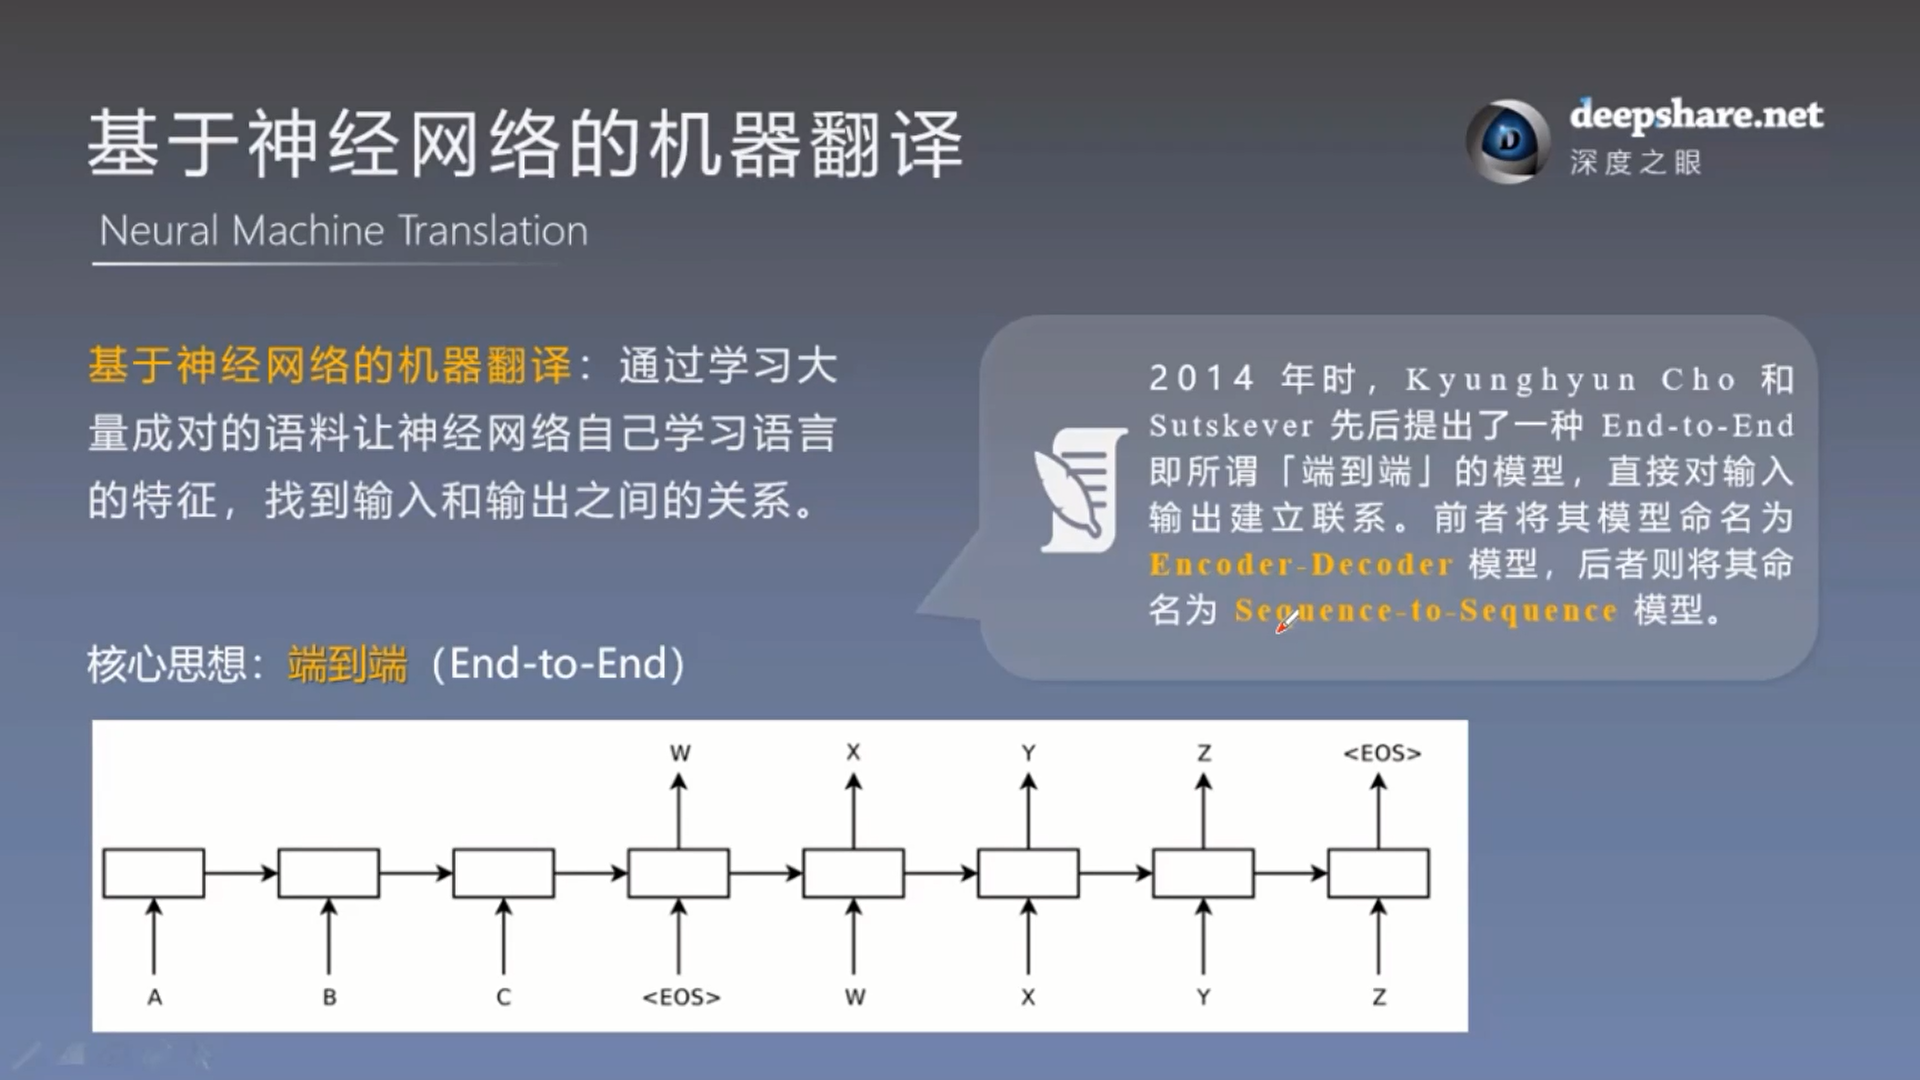 基于神经网络的机器翻译
Neural Machine Translation
deepshare.net
深度之眼
基于神经网络的机器翻译：通过学习大
量成对的语料让神经网络自己学习语言
的特征，找到输入和输出之间的关系。
核心思想：端到端（End-to-End）
2014 年时，Kyunghyun Cho 和
Sutskever 先后提出了一种 End-to-End
即所谓「端到端」的模型，直接对输入
输出建立联系。前者将其模型命名为
Encoder-Decoder 模型，后者则将其命
名为 Sequence-to-Sequence 模型。
W X Y Z <EOS>
A B C <EOS> W X Y Z